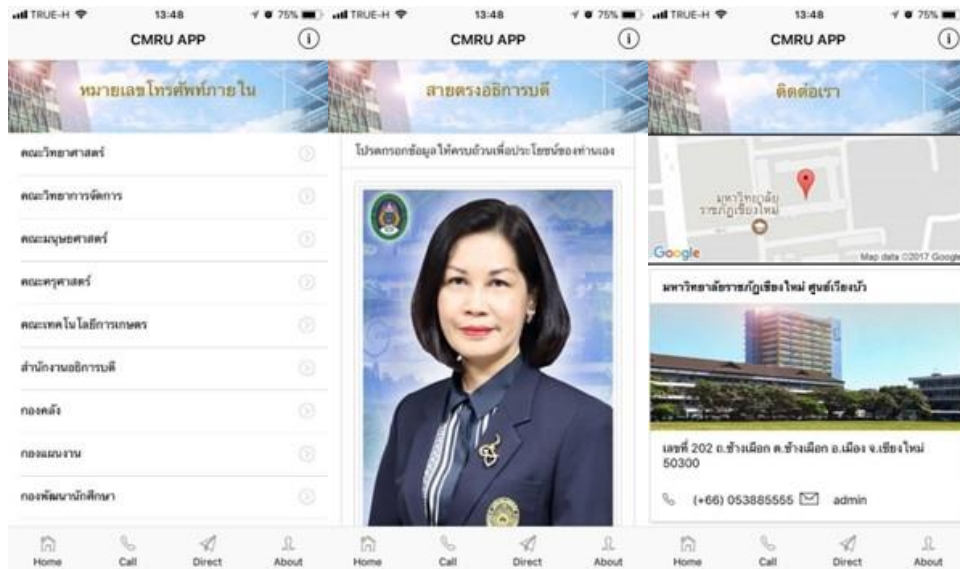 TRUE-H 13:48 75%
CMRU APP
หมายเลขโทรศัพท์ภายใน
คณะวิทยาศาสตร์
คณะวิทยาการจัดการ
คณะมนุษยศาสตร์
คณะครุศาสตร์
คณะเทคโนโลยีการเกษตร
สำนักงานอธิการบดี
กองคลัง
กองแผนงาน
กองพัฒนานักศึกษา
Home Call Direct About
TRUE-H 13:48 75%
CMRU APP
สายตรงอธิการบดี
โปรดกรอกข้อมูลให้ครบถ้วนเพื่อประโยชน์ของท่านเอง
Home Call Direct About
TRUE-H 13:48 75%
CMRU APP
ติดต่อเรา
มหาวิทยาลัย
ราชภัฏเชียงใหม่
Google Map data ©2017 Google
มหาวิทยาลัยราชภัฏเชียงใหม่ ศูนย์เวียงบัว
เลขที่ 202 ถ.ช้างเผือก ต.ช้างเผือก อ.เมือง จ.เชียงใหม่
50300
(+66) 053885555 admin
Home Call Direct About